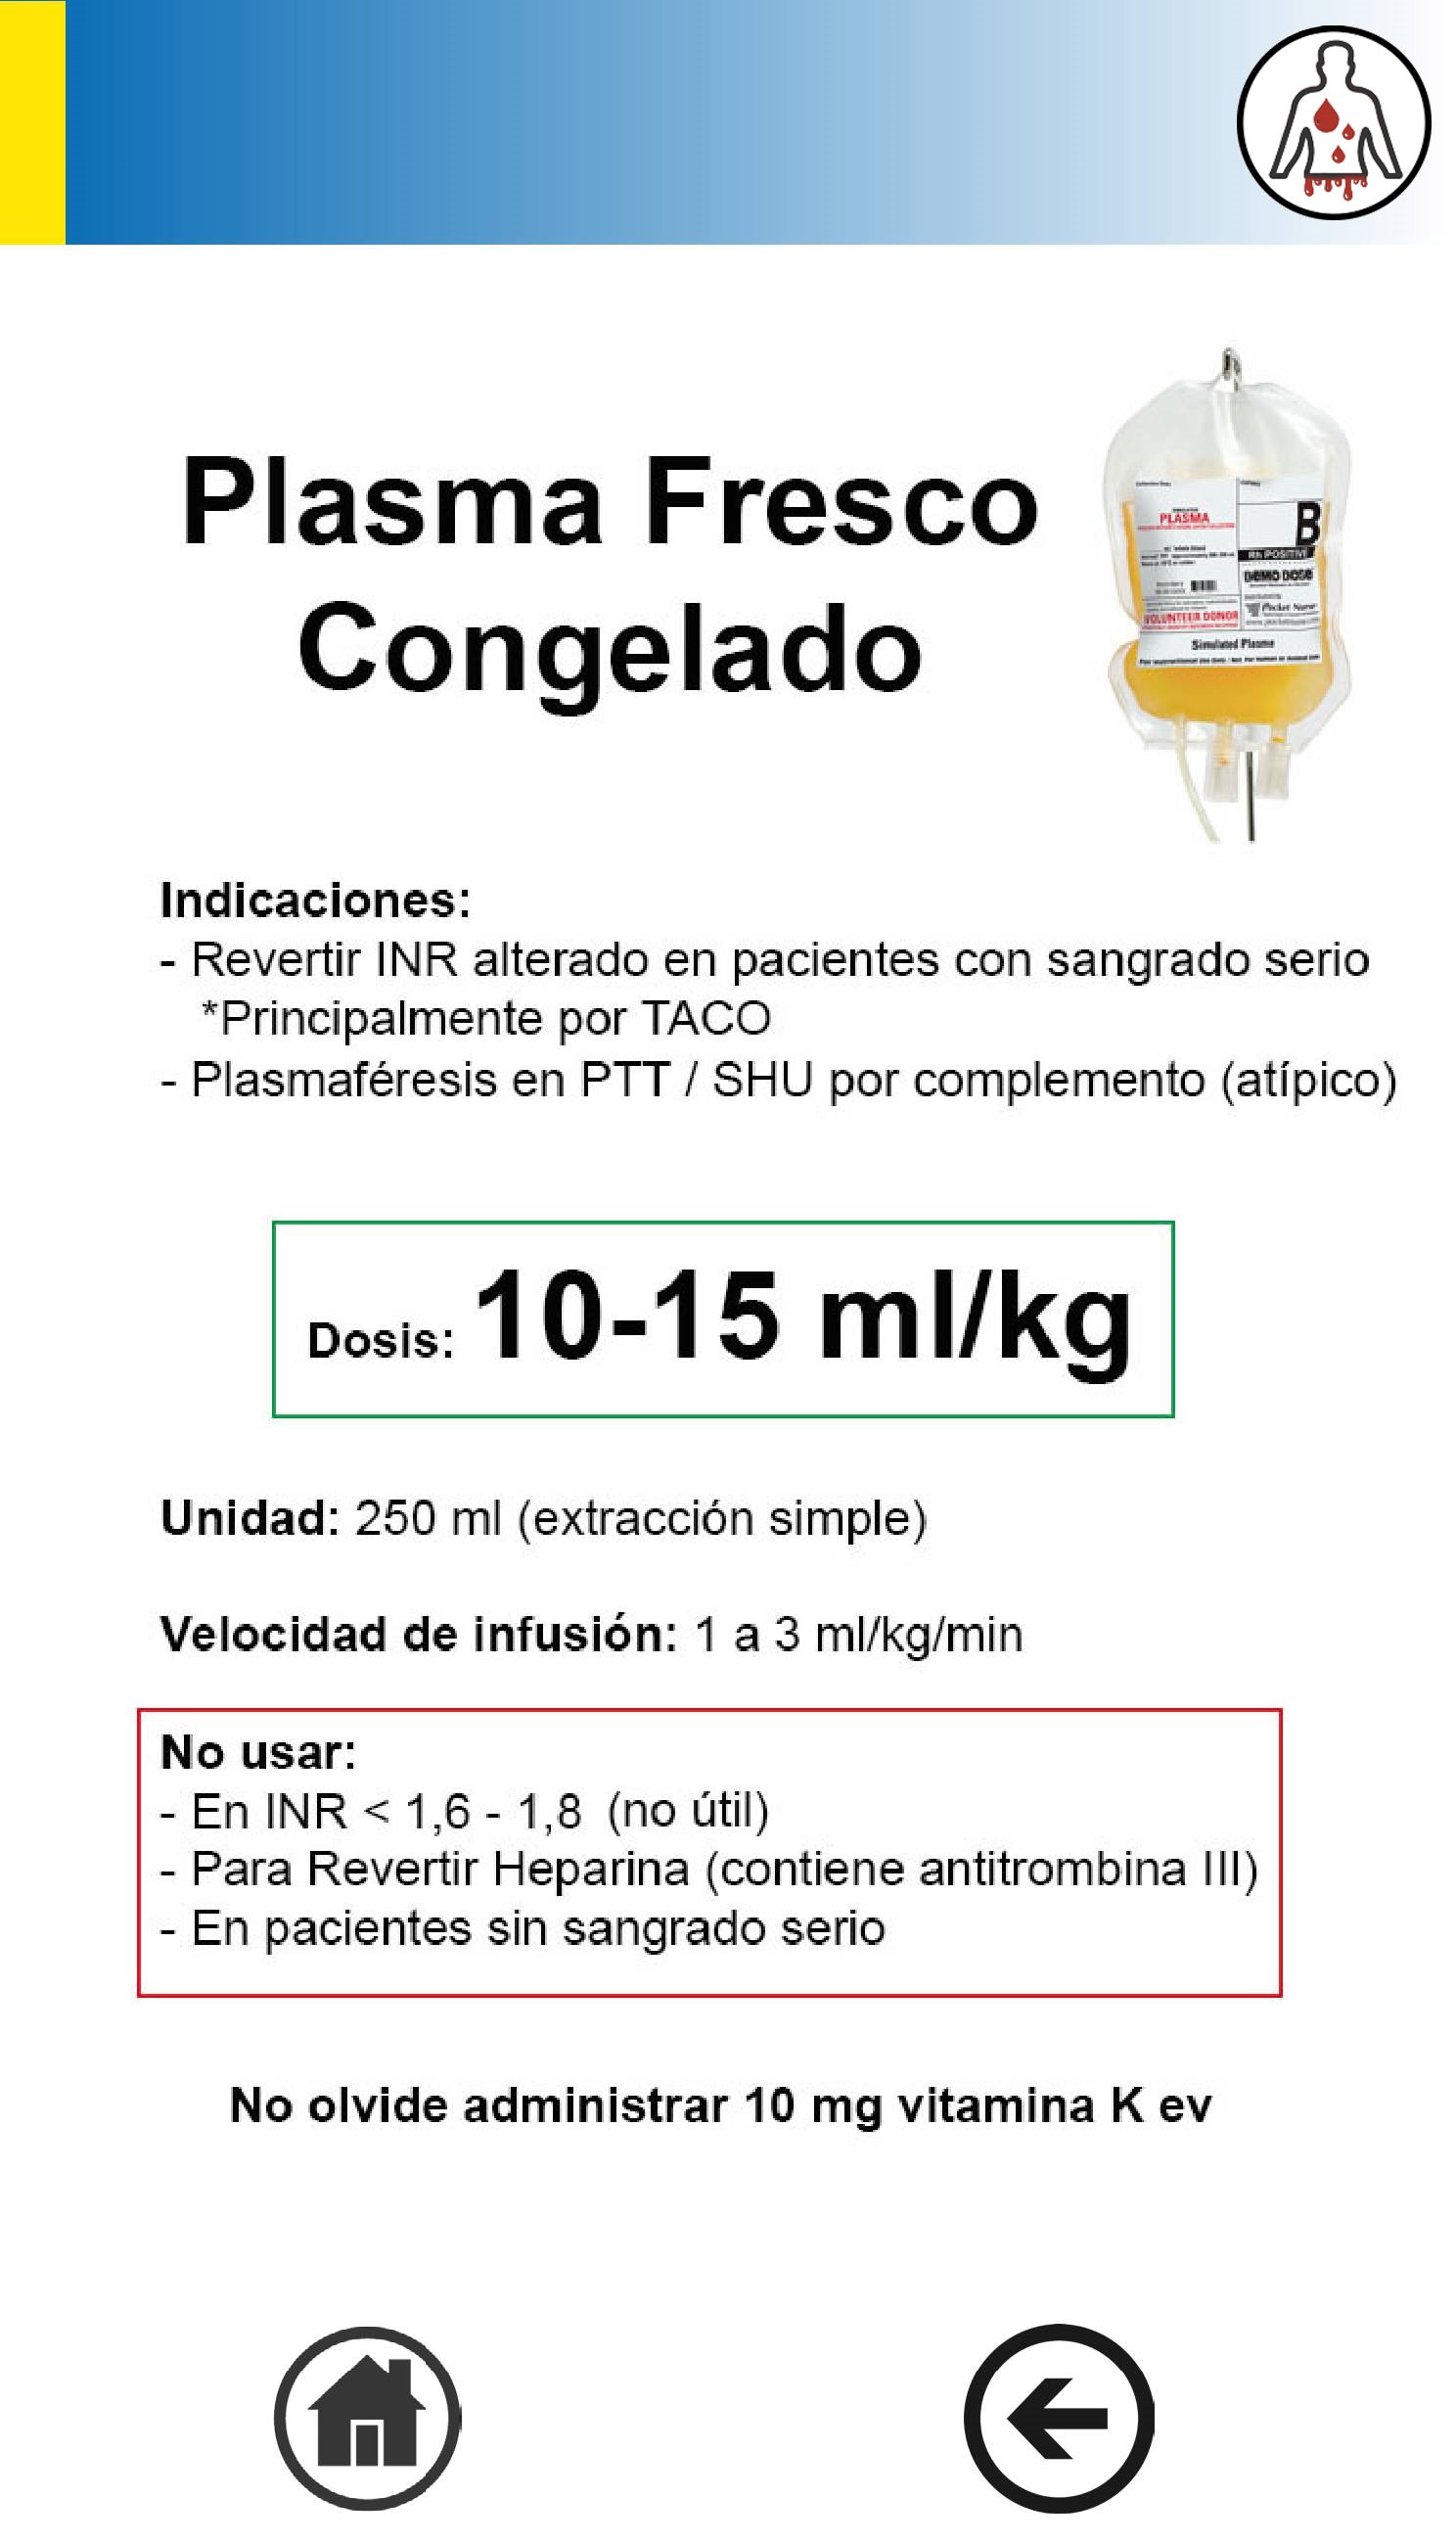 Plasma Fresco
Congelado
PLASMA
B
Rh POSITIVE
DEMO DOSE
Pocket Nurse
VOLUNTEER DONOR
Simulated Plasma
Indicaciones:
- Revertir INR alterado en pacientes con sangrado serio
*Principalmente por TACO
- Plasmaféresis en PTT / SHU por complemento (atípico)
Dosis: 10-15 ml/kg
Unidad: 250 ml (extracción simple)
Velocidad de infusión: 1 a 3 ml/kg/min
No usar:
- En INR < 1,6 - 1,8 (no útil)
- Para Revertir Heparina (contiene antitrombina III)
- En pacientes sin sangrado serio
No olvide administrar 10 mg vitamina K ev